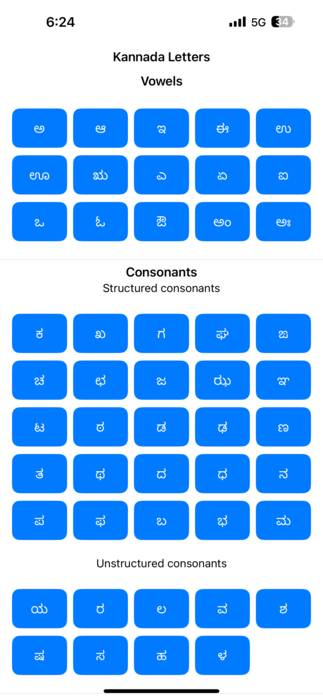 6:24 5G 34
Kannada Letters
Vowels
ಅ ಆ ಇ ಈ ಉ
ಊ ಋ ಎ ಏ ಐ
ಒ ಓ ಔ ಅಂ ಅಃ
Consonants
Structured consonants
ಕ ಖ ಗ ಘ ಙ
ಚ ಛ ಜ ಝ ಞ
ಟ ಠ ಡ ಢ ಣ
ತ ಥ ದ ಧ ನ
ಪ ಫ ಬ ಭ ಮ
Unstructured consonants
ಯ ರ ಲ ವ ಶ
ಷ ಸ ಹ ಳ